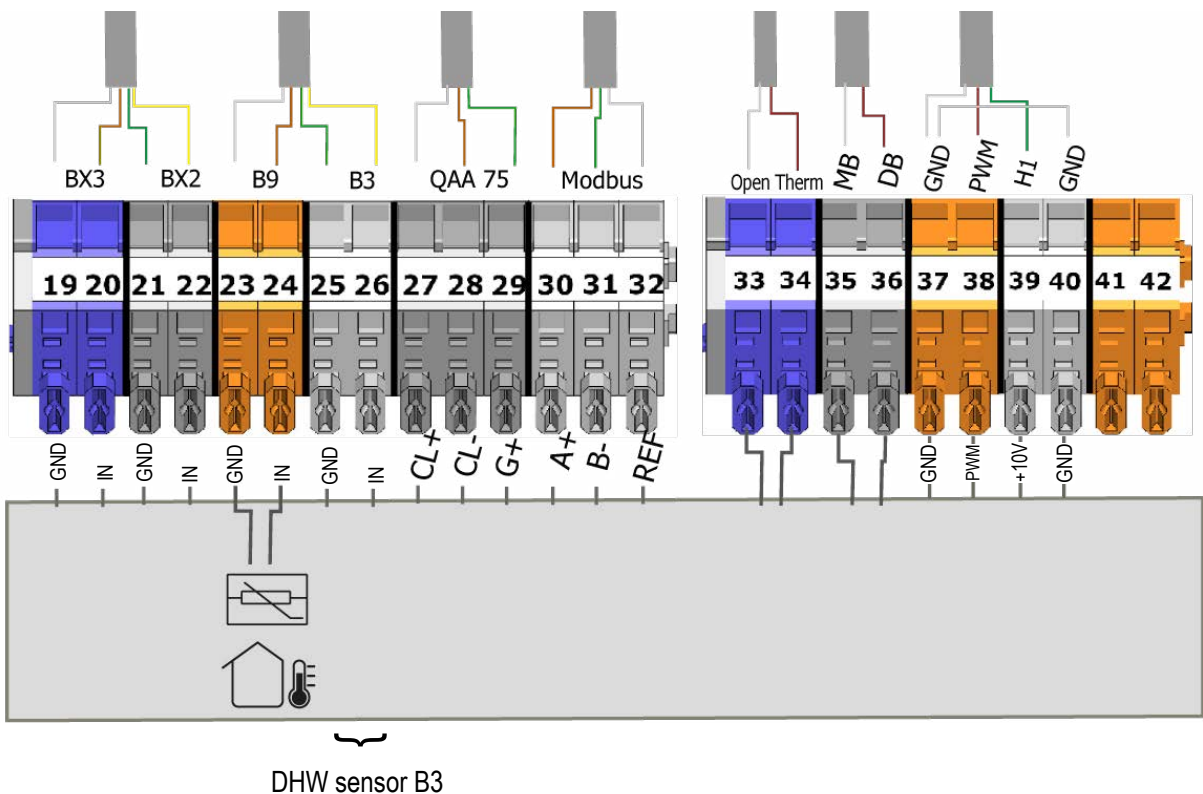 BX3 BX2 B9 B3 QAA 75 Modbus Open Therm MB DB GND PWM H1 GND
19 20 21 22 23 24 25 26 27 28 29 30 31 32 33 34 35 36 37 38 39 40 41 42
GND IN GND IN GND IN GND IN CL+ CL- G+ A+ B- REF GND PWM +10V GND
DHW sensor B3